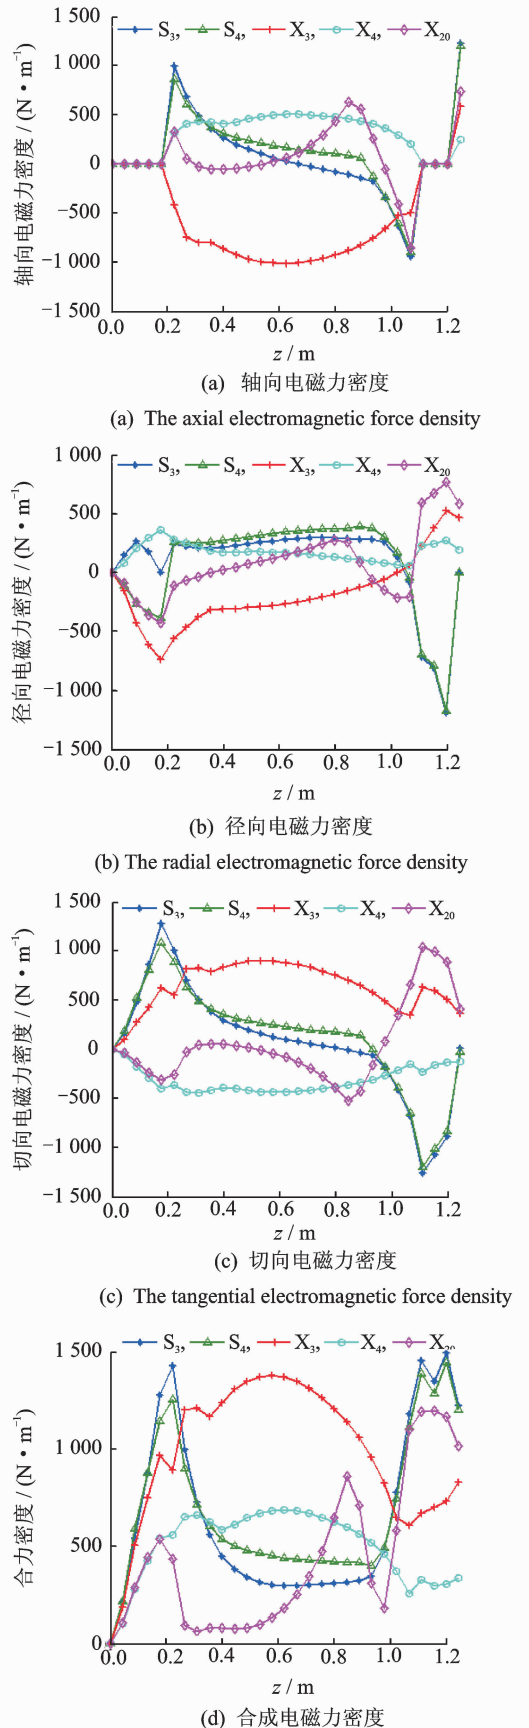 1 500
S3, S4, X3, X4, X20
1 000
500
0
−500
−1 000
−1 500
轴向电磁力密度 / (N·m⁻¹)
0.0 0.2 0.4 0.6 0.8 1.0 1.2
z / m
(a) 轴向电磁力密度
(a) The axial electromagnetic force density
1 000
S3, S4, X3, X4, X20
500
0
−500
−1 000
−1 500
径向电磁力密度 / (N·m⁻¹)
0.0 0.2 0.4 0.6 0.8 1.0 1.2
z / m
(b) 径向电磁力密度
(b) The radial electromagnetic force density
1 500
S3, S4, X3, X4, X20
1 000
500
0
−500
−1 000
−1 500
切向电磁力密度 / (N·m⁻¹)
0.0 0.2 0.4 0.6 0.8 1.0 1.2
z / m
(c) 切向电磁力密度
(c) The tangential electromagnetic force density
1 500
S3, S4, X3, X4, X20
1 000
500
0
合力密度 / (N·m⁻¹)
0.0 0.2 0.4 0.6 0.8 1.0 1.2
z / m
(d) 合成电磁力密度